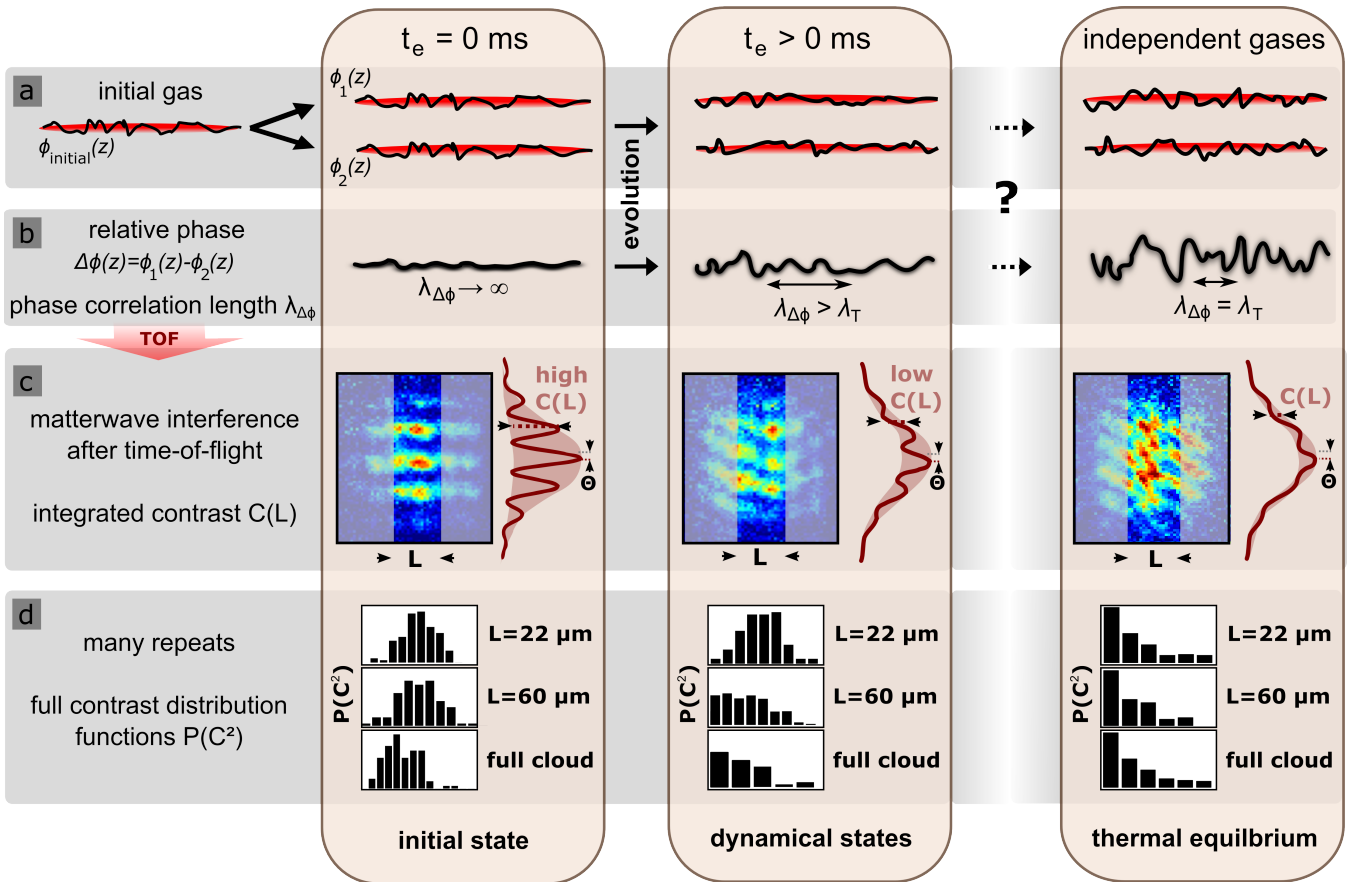 t_e = 0 ms
t_e > 0 ms
independent gases
a
initial gas
ϕ_initial(z)
ϕ_1(z)
ϕ_2(z)
evolution
?
b
relative phase
Δϕ(z)=ϕ_1(z)-ϕ_2(z)
phase correlation length λ_Δϕ
λ_Δϕ → ∞
λ_Δϕ > λ_T
λ_Δϕ = λ_T
TOF
c
matterwave interference
after time-of-flight
integrated contrast C(L)
high
C(L)
Θ
L
low
C(L)
Θ
L
C(L)
Θ
L
d
many repeats
full contrast distribution
functions P(C²)
P(C²)
L=22 µm
L=60 µm
full cloud
P(C²)
L=22 µm
L=60 µm
full cloud
P(C²)
L=22 µm
L=60 µm
full cloud
initial state
dynamical states
thermal equilbrium